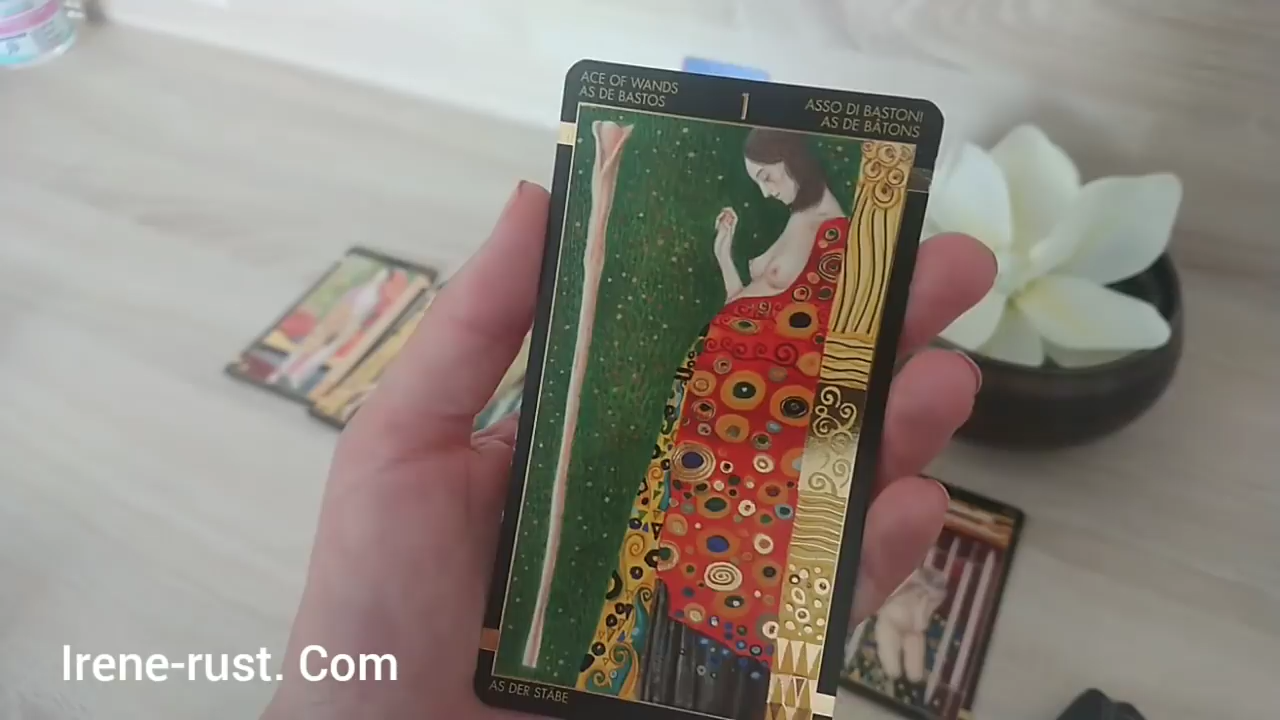 ACE OF WANDS
AS DE BASTOS
1
ASSO DI BASTONI
AS DE BÂTONS
AS DER STÄBE
Irene-rust. Com